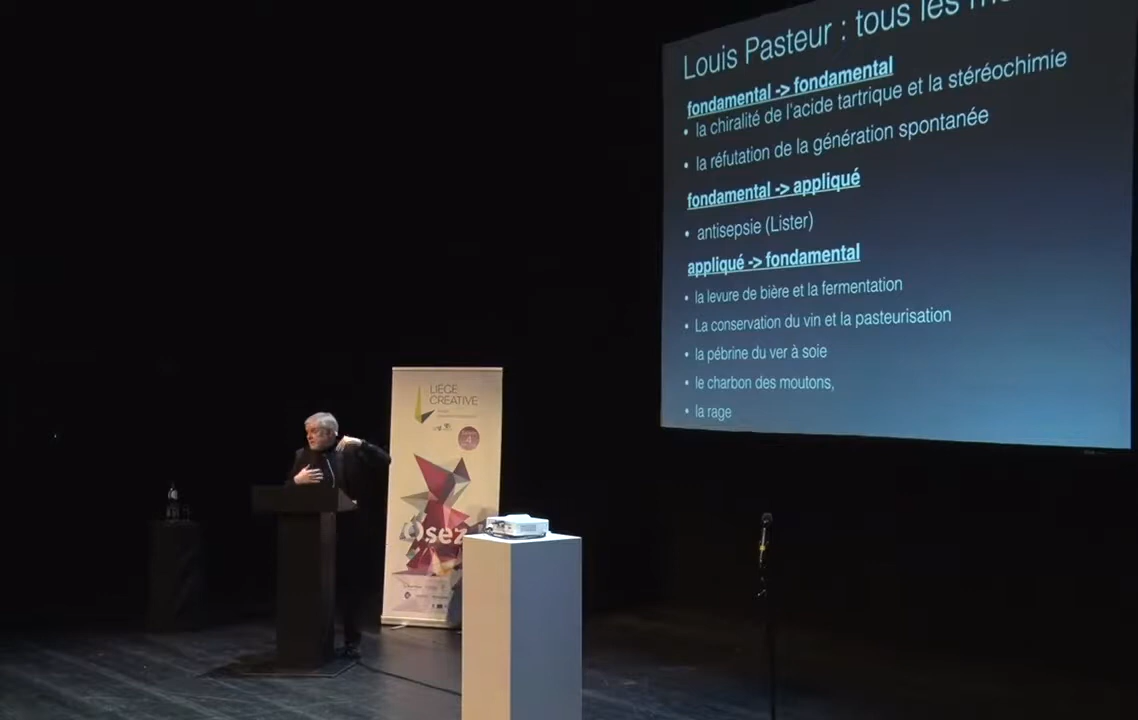 Louis Pasteur : tous les
fondamental -> fondamental
• la chiralité de l'acide tartrique et la stéréochimie
• la réfutation de la génération spontanée
fondamental -> appliqué
• antisepsie (Lister)
appliqué -> fondamental
• la levure de bière et la fermentation
• La conservation du vin et la pasteurisation
• la pébrine du ver à soie
• le charbon des moutons,
• la rage
LIEGE
CREATIVE
Osez